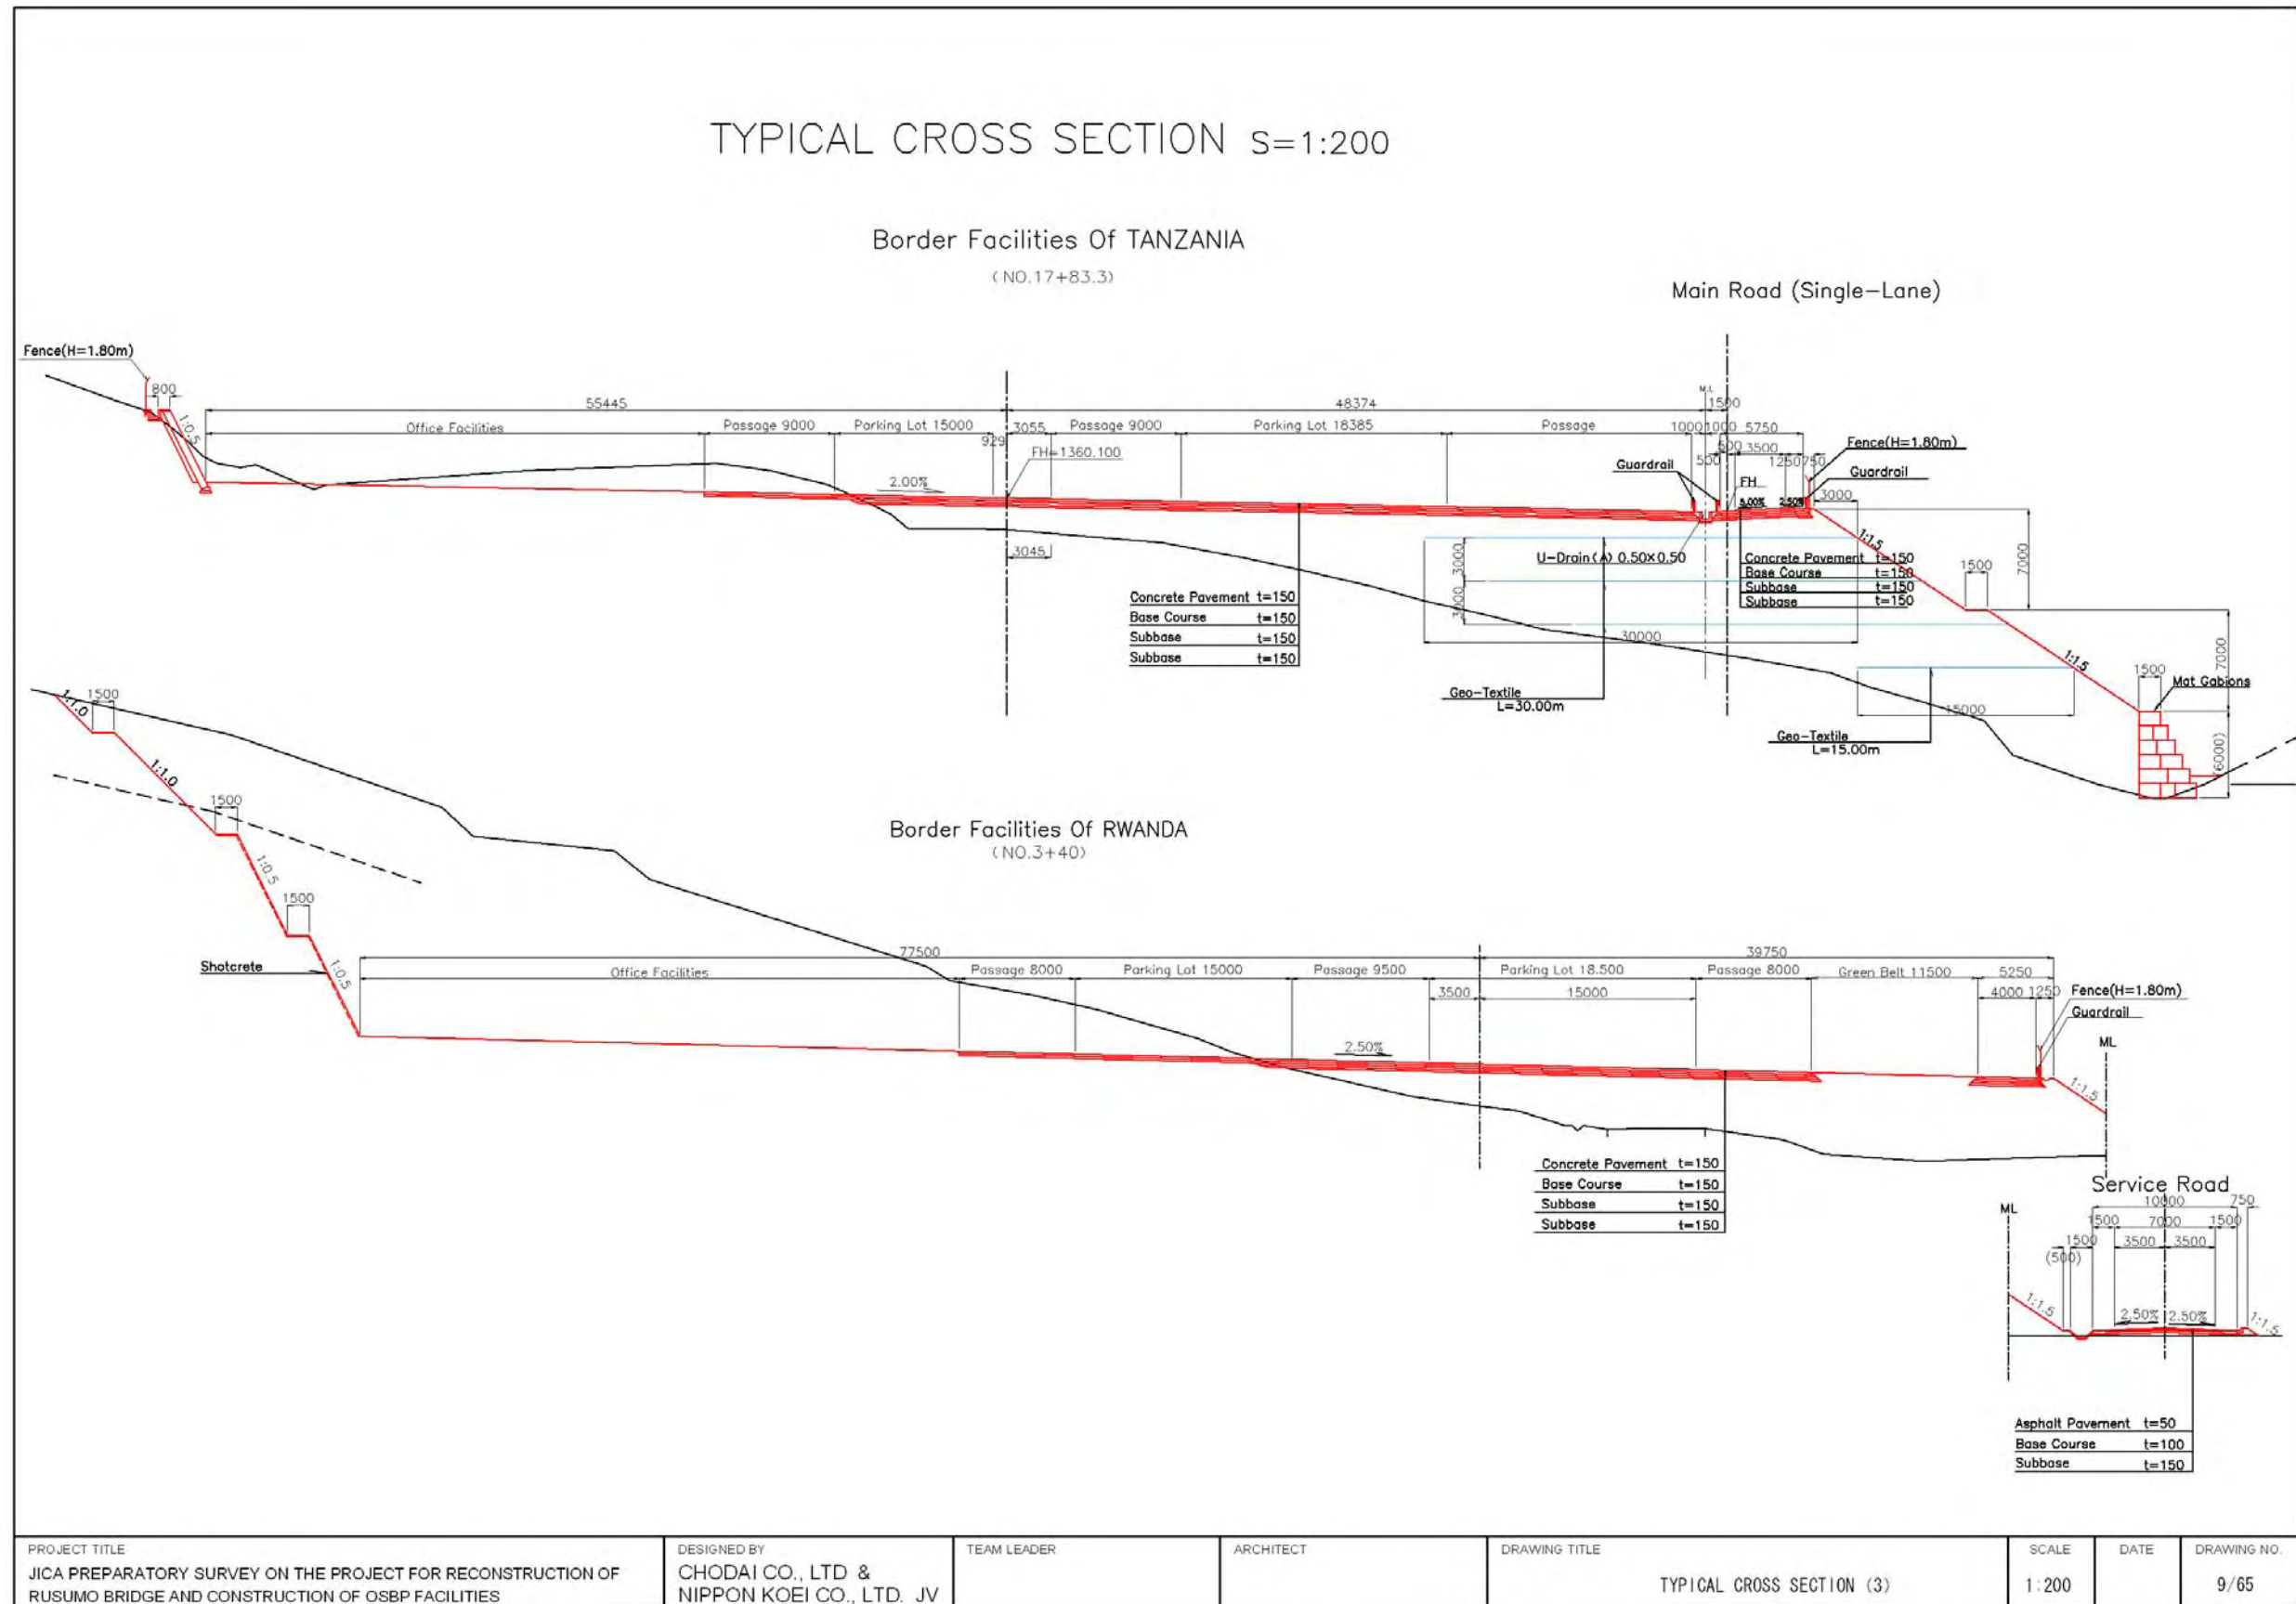 TYPICAL CROSS SECTION S=1:200
Border Facilities Of TANZANIA
(NO.17+83.3)
Main Road (Single-Lane)
Fence(H=1.80m)
800
1:0.5
55445
48374
M.L
1500
Office Facilities
Passage 9000
Parking Lot 15000
929
3055
Passage 9000
Parking Lot 18385
Passage
1000
1000
5750
500
500
3500
1250
750
Fence(H=1.80m)
Guardrail
Guardrail
FH=1360.100
FH
2.00%
5.00%
2.50%
3000
1:1.5
7000
3045
3000
3000
U-Drain(A) 0.50×0.50
Concrete Pavement t=150
Base Course t=150
Subbase t=150
Subbase t=150
1500
Concrete Pavement t=150
Base Course t=150
Subbase t=150
Subbase t=150
30000
Geo-Textile
L=30.00m
1:1.5
7000
1500
Mat Gabions
15000
Geo-Textile
L=15.00m
(6000)
1:1.0
1500
1:1.0
1500
1:0.5
1500
1:0.5
Shotcrete
Border Facilities Of RWANDA
(NO.3+40)
77500
39750
Office Facilities
Passage 8000
Parking Lot 15000
Passage 9500
Parking Lot 18.500
Passage 8000
Green Belt 11500
5250
3500
15000
4000
1250
Fence(H=1.80m)
Guardrail
ML
2.50%
1:1.5
Concrete Pavement t=150
Base Course t=150
Subbase t=150
Subbase t=150
Service Road
ML
10000
750
1500
7000
1500
1500
3500
3500
(500)
1:1.5
2.50%
2.50%
1:1.5
Asphalt Pavement t=50
Base Course t=100
Subbase t=150
PROJECT TITLE
JICA PREPARATORY SURVEY ON THE PROJECT FOR RECONSTRUCTION OF
RUSUMO BRIDGE AND CONSTRUCTION OF OSBP FACILITIES
DESIGNED BY
CHODAI CO., LTD &
NIPPON KOEI CO., LTD. JV
TEAM LEADER
ARCHITECT
DRAWING TITLE
TYPICAL CROSS SECTION (3)
SCALE
1:200
DATE
DRAWING NO.
9/65